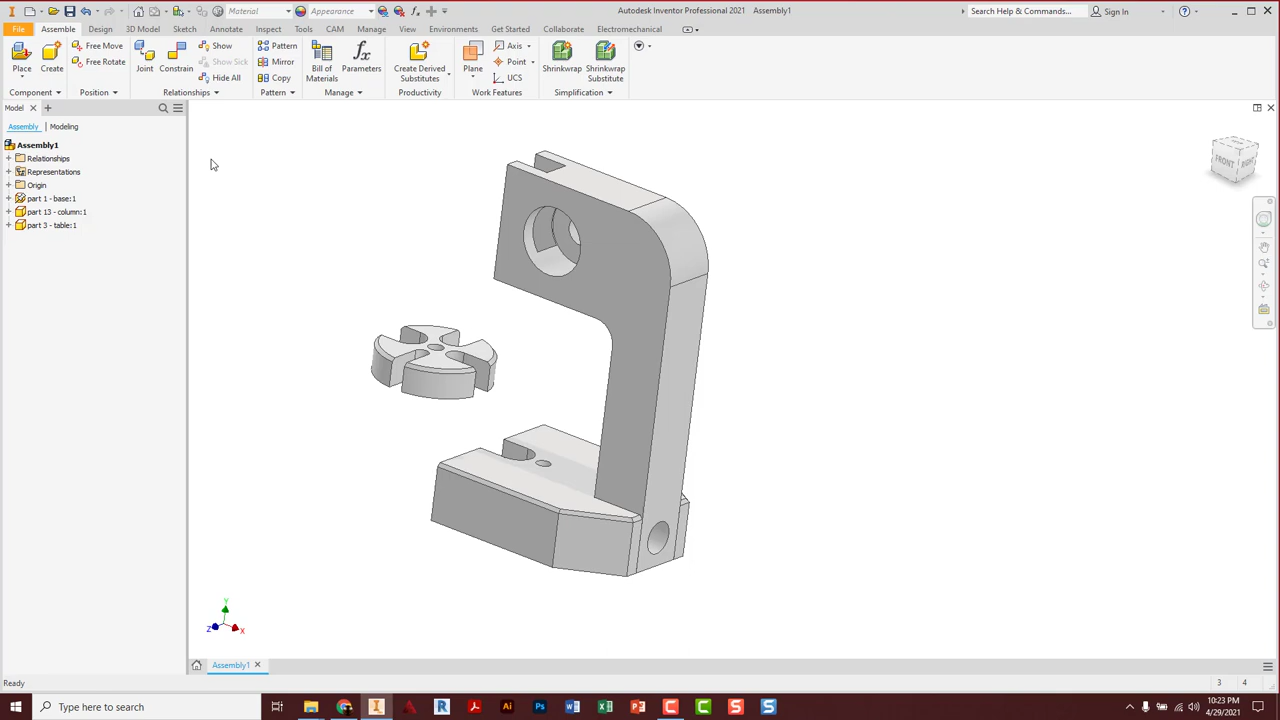 Material
Appearance
Autodesk Inventor Professional 2021 Assembly1
Search Help & Commands...
Sign In
File
Assemble
Design
3D Model
Sketch
Annotate
Inspect
Tools
CAM
Manage
View
Environments
Get Started
Collaborate
Electromechanical
Place
Create
Free Move
Free Rotate
Component
Position
Joint
Constrain
Show
Show Sick
Hide All
Relationships
Pattern
Mirror
Copy
Pattern
Bill of
Materials
Parameters
Manage
Create Derived
Substitutes
Productivity
Plane
Axis
Point
UCS
Work Features
Shrinkwrap
Shrinkwrap
Substitute
Simplification
Model
Assembly
Modeling
Assembly1
Relationships
Representations
Origin
part 1 - base:1
part 13 - column:1
part 3 - table:1
FRONT
RIGHT
Y
Z
X
Assembly1
Ready
3
4
Type here to search
10:23 PM
4/29/2021